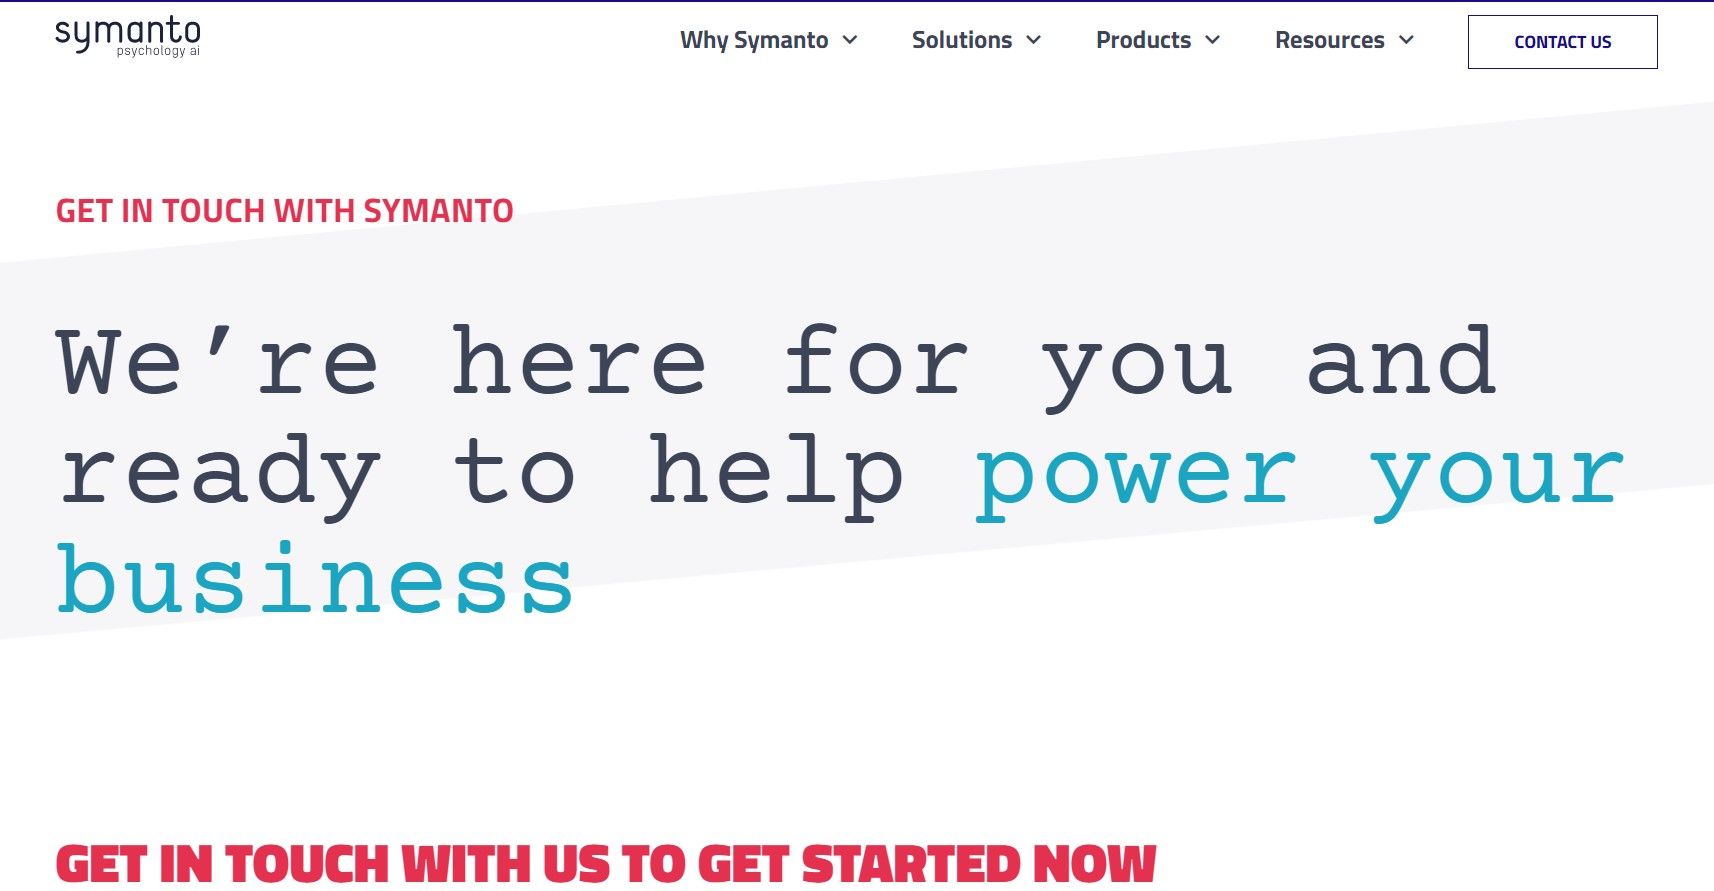 symanto
psychology ai
Why Symanto
Solutions
Products
Resources
CONTACT US
GET IN TOUCH WITH SYMANTO
We’re here for you and
ready to help power your
business
GET IN TOUCH WITH US TO GET STARTED NOW